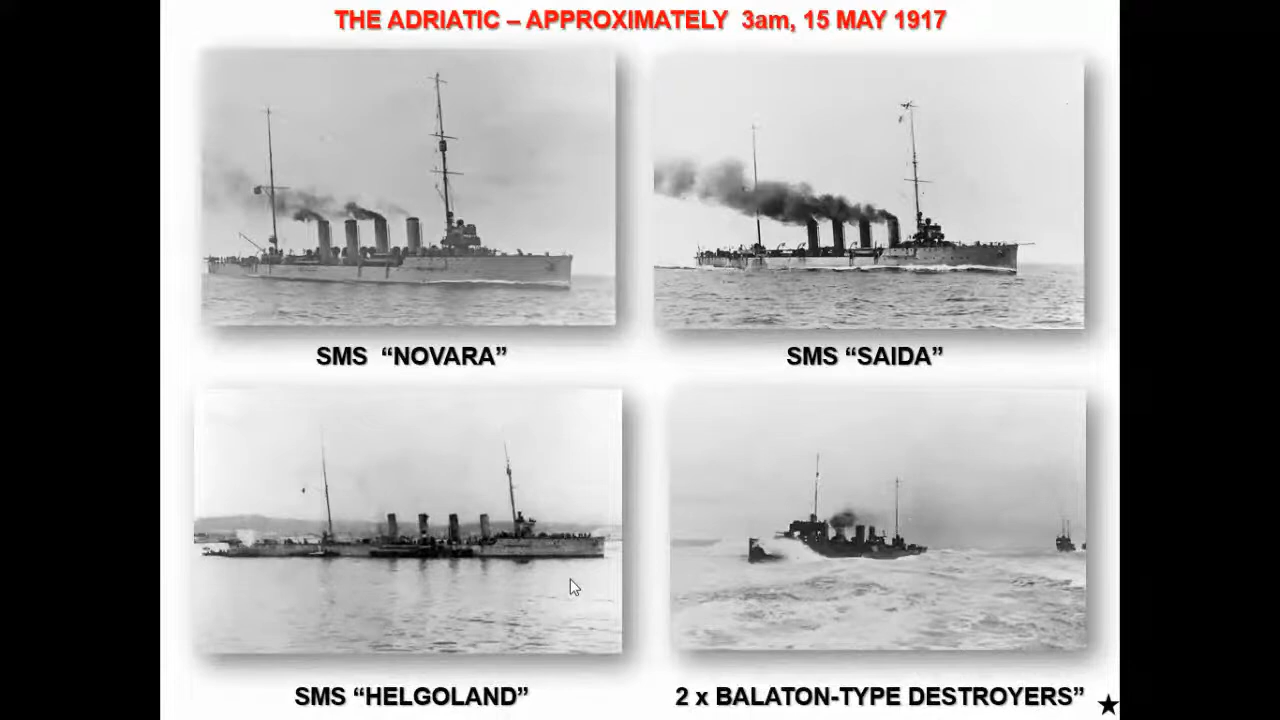 THE ADRIATIC – APPROXIMATELY 3am, 15 MAY 1917
SMS “NOVARA”
SMS “SAIDA”
SMS “HELGOLAND”
2 x BALATON-TYPE DESTROYERS”